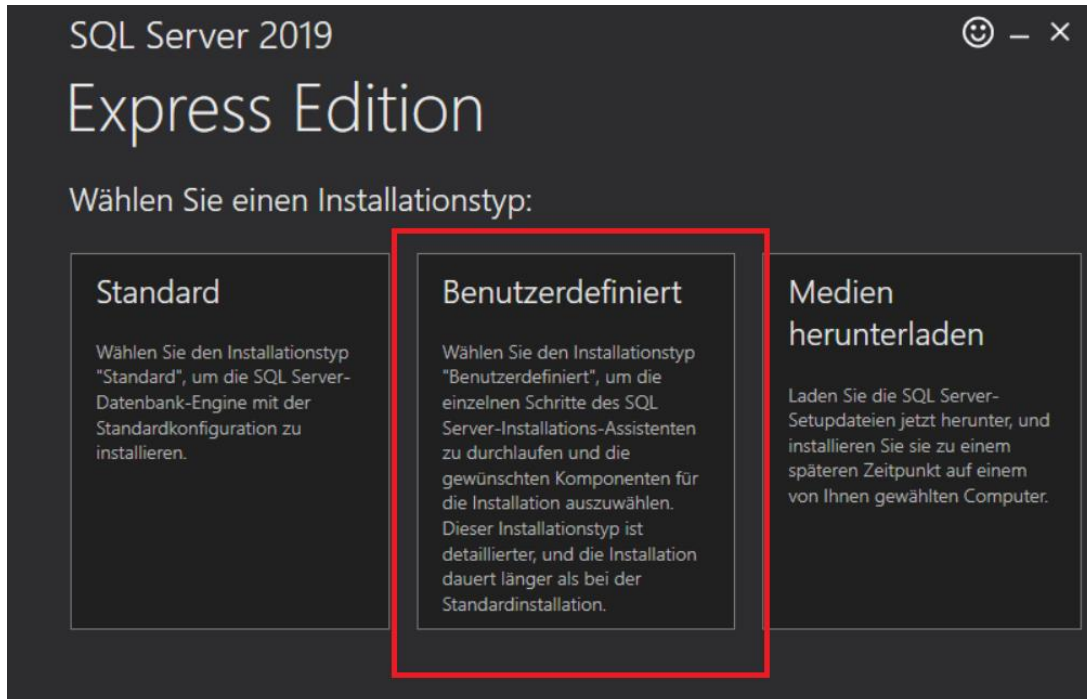 SQL Server 2019
Express Edition
Wählen Sie einen Installationstyp:
Standard
Wählen Sie den Installationstyp
"Standard", um die SQL Server-
Datenbank-Engine mit der
Standardkonfiguration zu
installieren.
Benutzerdefiniert
Wählen Sie den Installationstyp
"Benutzerdefiniert", um die
einzelnen Schritte des SQL
Server-Installations-Assistenten
zu durchlaufen und die
gewünschten Komponenten für
die Installation auszuwählen.
Dieser Installationstyp ist
detaillierter, und die Installation
dauert länger als bei der
Standardinstallation.
Medien
herunterladen
Laden Sie die SQL Server-
Setupdateien jetzt herunter, und
installieren Sie sie zu einem
späteren Zeitpunkt auf einem
von Ihnen gewählten Computer.